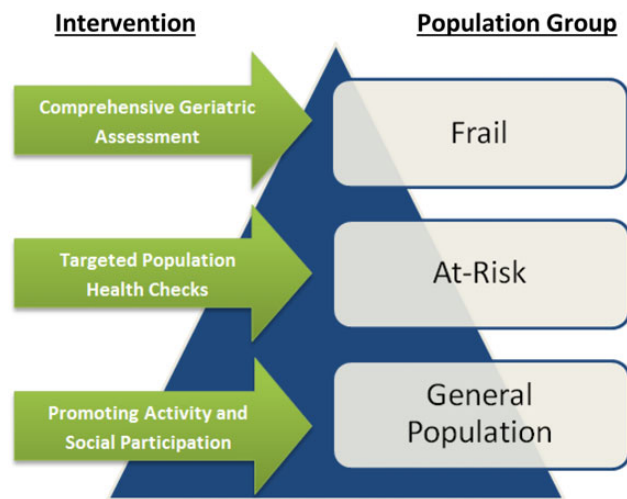 Intervention
Population Group
Comprehensive Geriatric
Assessment
Frail
Targeted Population
Health Checks
At-Risk
Promoting Activity and
Social Participation
General
Population